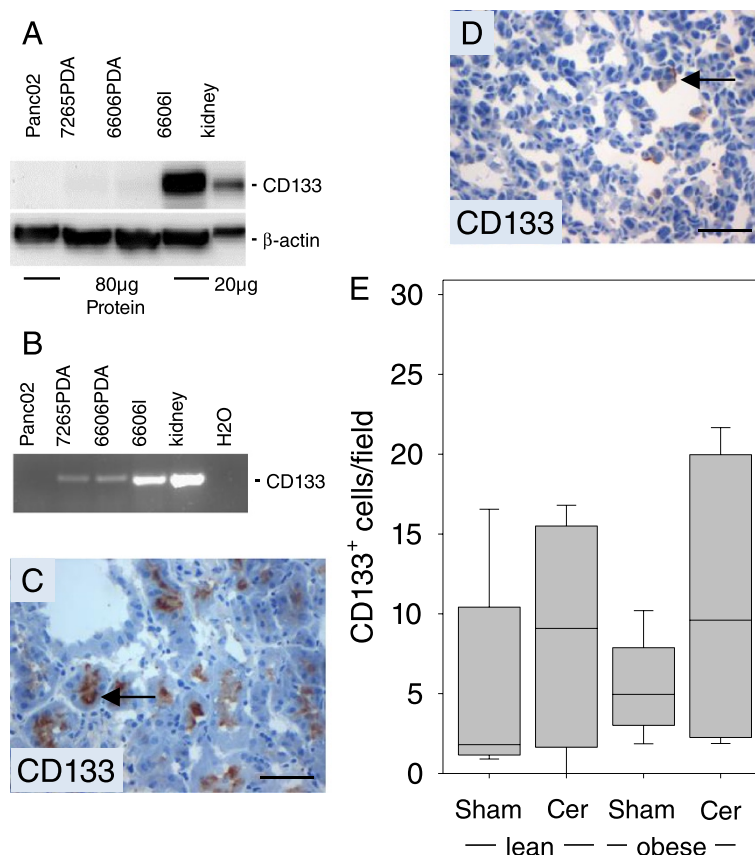 A
Panc02
7265PDA
6606PDA
6606l
kidney
- CD133
- β-actin
80μg
Protein
20μg
B
Panc02
7265PDA
6606PDA
6606l
kidney
H2O
- CD133
C
CD133
D
CD133
E
30
25
20
15
10
5
0
CD133+ cells/field
Sham Cer Sham Cer
lean obese